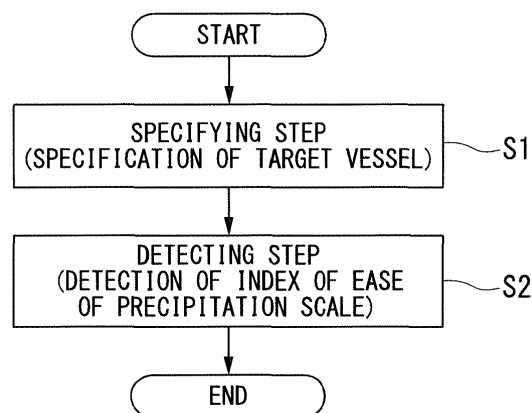 START
SPECIFYING STEP
(SPECIFICATION OF TARGET VESSEL)
S1
DETECTING STEP
(DETECTION OF INDEX OF EASE
OF PRECIPITATION SCALE)
S2
END